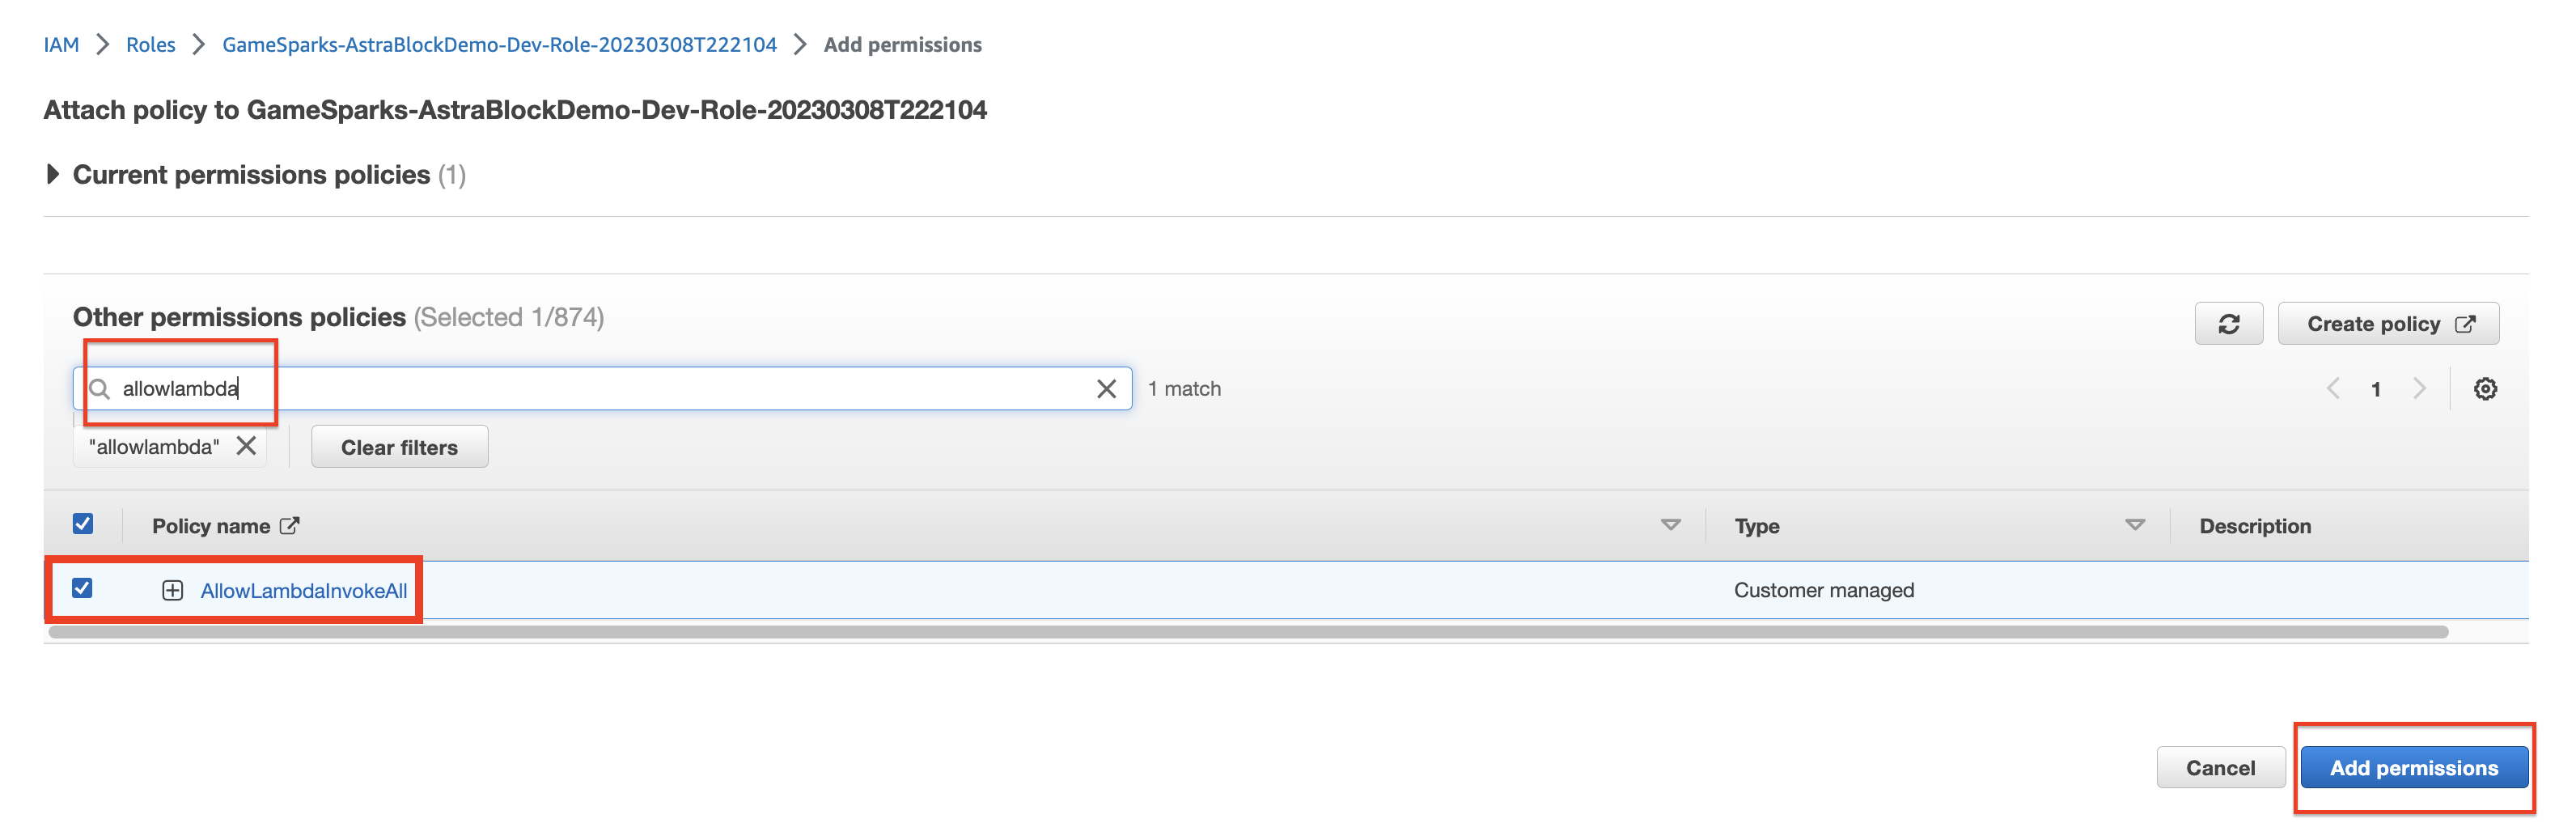 IAM > Roles > GameSparks-AstraBlockDemo-Dev-Role-20230308T222104 > Add permissions
Attach policy to GameSparks-AstraBlockDemo-Dev-Role-20230308T222104
Current permissions policies (1)
Other permissions policies (Selected 1/874)
Create policy
allowlambda
1 match
1
"allowlambda"
Clear filters
Policy name
Type
Description
AllowLambdaInvokeAll
Customer managed
Cancel
Add permissions